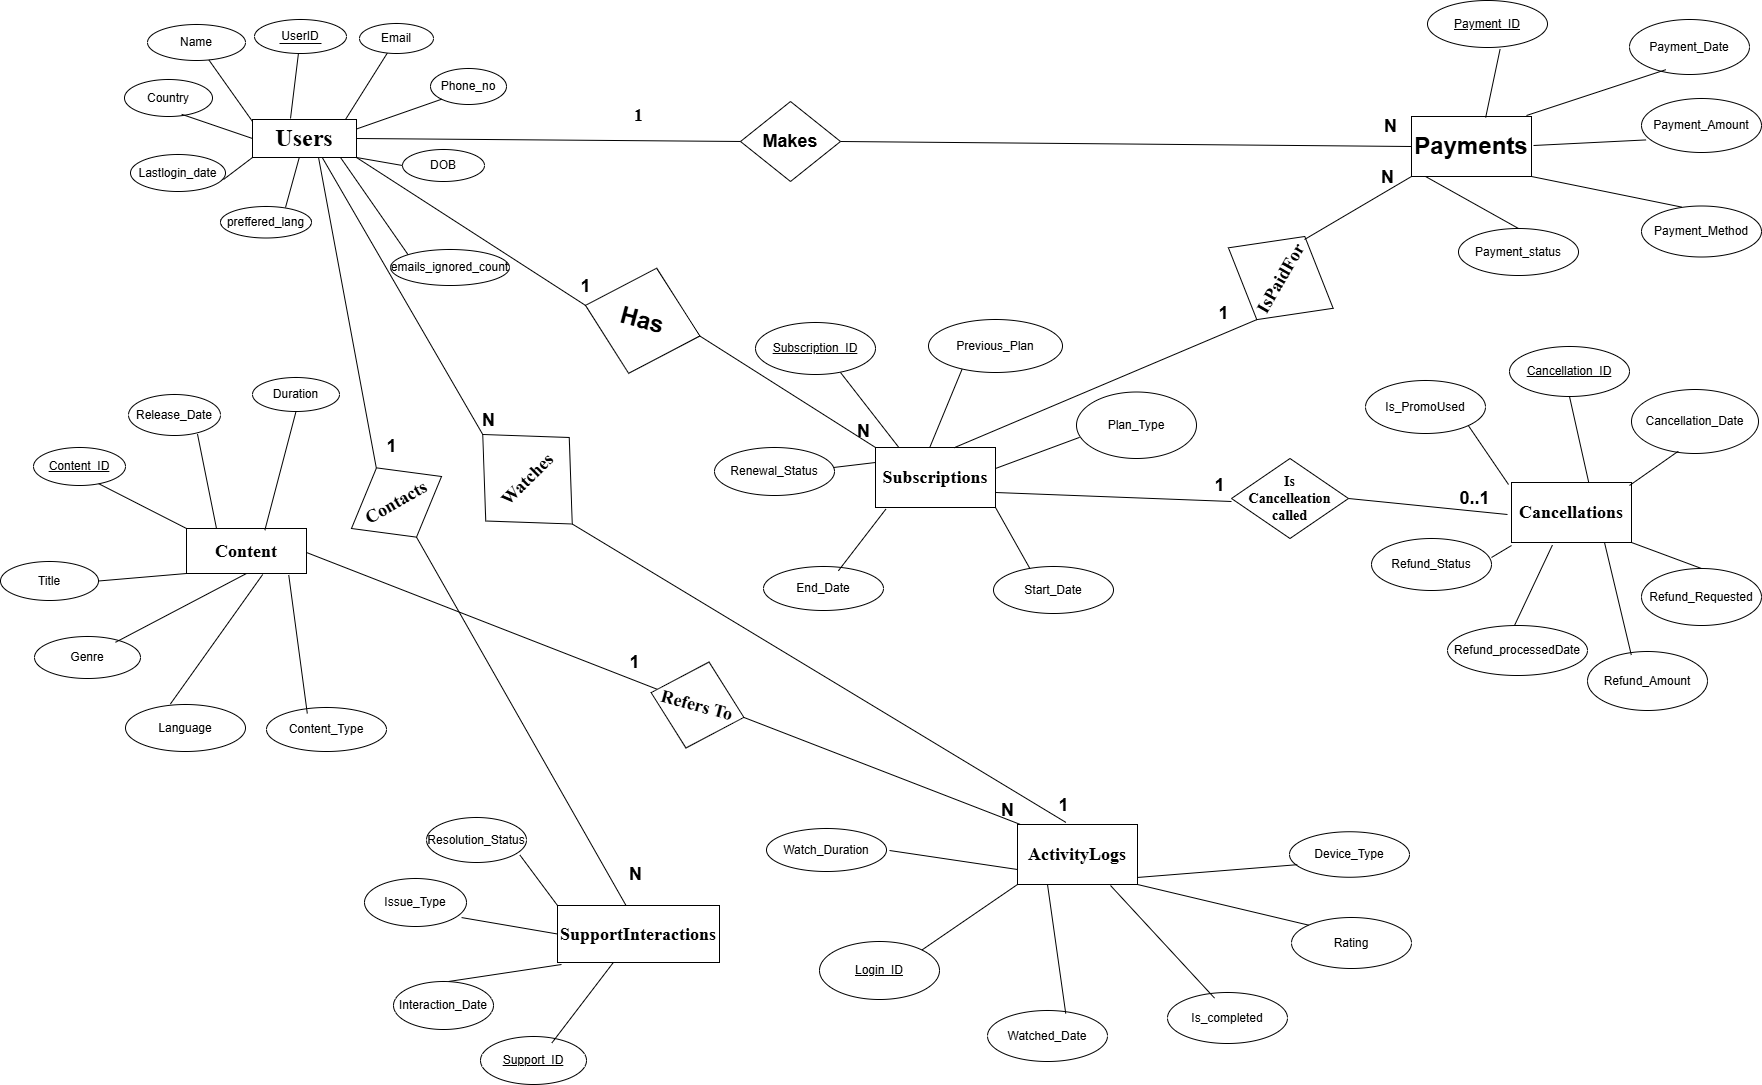 Payment_ID
UserID
Email
Name
Payment_Date
Phone_no
Country
1
Payment_Amount
N
Users
Makes
Payments
DOB
Lastlogin_date
N
preffered_lang
Payment_Method
Payment_status
emails_ignored_count
IsPaidFor
1
1
Has
Subscription_ID
Previous_Plan
Cancellation_ID
Duration
Is_PromoUsed
Release_Date
N
Cancellation_Date
Plan_Type
N
1
Content_ID
Renewal_Status
Watches
Subscriptions
1
Is
Cancelleation
called
0..1
Contacts
Cancellations
Content
Refund_Status
Title
End_Date
Start_Date
Refund_Requested
Genre
Refund_processedDate
1
Refund_Amount
Refers To
Language
Content_Type
N
1
Resolution_Status
Watch_Duration
ActivityLogs
Device_Type
N
Issue_Type
SupportInteractions
Rating
Login_ID
Interaction_Date
Is_completed
Watched_Date
Support_ID